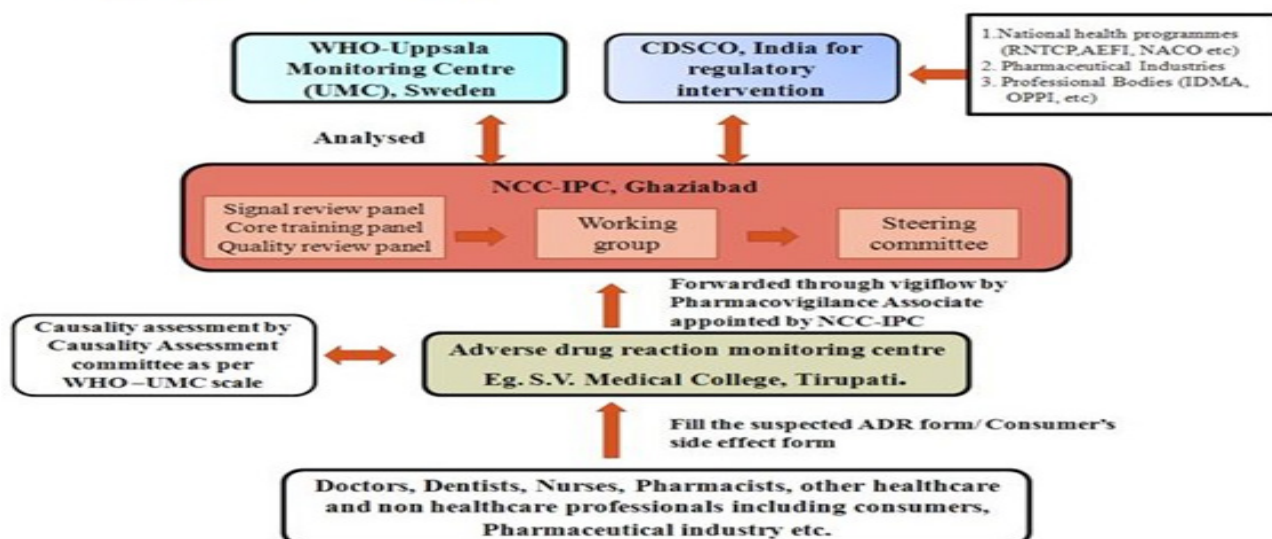 WHO-Uppsala
Monitoring Centre
(UMC), Sweden
CDSCO, India for
regulatory
intervention
1.National health programmes
(RNTCP,AEFI, NACO etc)
2. Pharmaceutical Industries
3. Professional Bodies (IDMA,
OPPI, etc)
Analysed
NCC-IPC, Ghaziabad
Signal review panel
Core training panel
Quality review panel
Working
group
Steering
committee
Forwarded through vigiflow by
Pharmacovigilance Associate
appointed by NCC-IPC
Causality assessment by
Causality Assessment
committee as per
WHO –UMC scale
Adverse drug reaction monitoring centre
Eg. S.V. Medical College, Tirupati.
Fill the suspected ADR form/ Consumer's
side effect form
Doctors, Dentists, Nurses, Pharmacists, other healthcare
and non healthcare professionals including consumers,
Pharmaceutical industry etc.